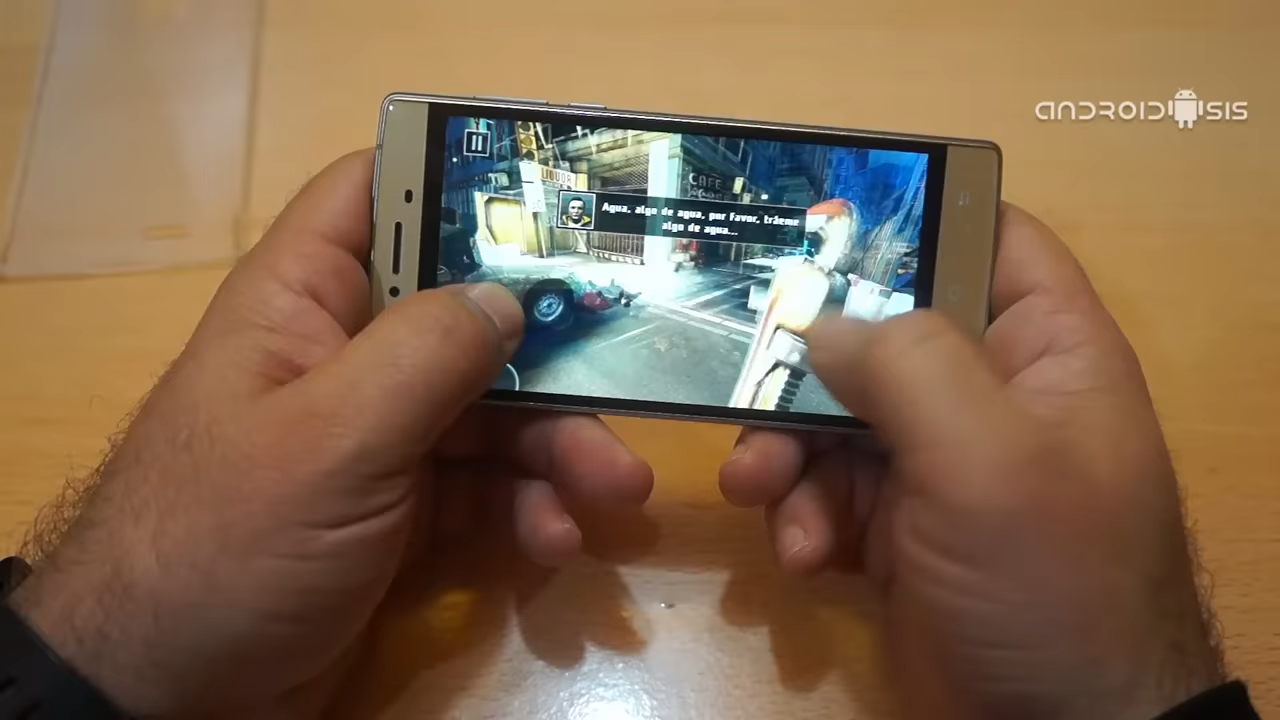 ANDROIDSIS
LIQUOR
CAFE
Agua, algo de agua, por favor, tráeme
algo de agua...